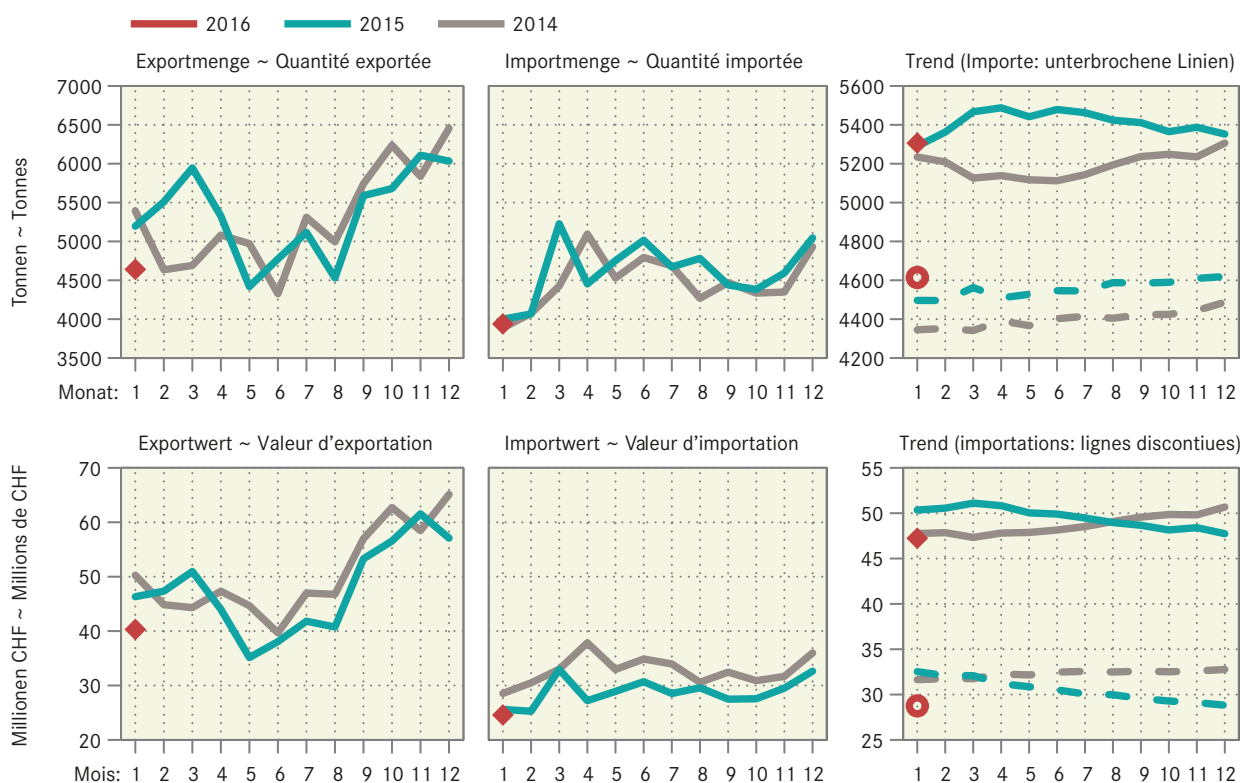 2016 2015 2014
Exportmenge ~ Quantité exportée
Importmenge ~ Quantité importée
Trend (Importe: unterbrochene Linien)
Tonnen ~ Tonnes
7000
6500
6000
5500
5000
4500
4000
3500
5600
5400
5200
5000
4800
4600
4400
4200
Monat: 1 2 3 4 5 6 7 8 9 10 11 12
1 2 3 4 5 6 7 8 9 10 11 12
1 2 3 4 5 6 7 8 9 10 11 12
Exportwert ~ Valeur d’exportation
Importwert ~ Valeur d’importation
Trend (importations: lignes discontiues)
Millionen CHF ~ Millions de CHF
70
60
50
40
30
20
55
50
45
40
35
30
25
Mois: 1 2 3 4 5 6 7 8 9 10 11 12
1 2 3 4 5 6 7 8 9 10 11 12
1 2 3 4 5 6 7 8 9 10 11 12